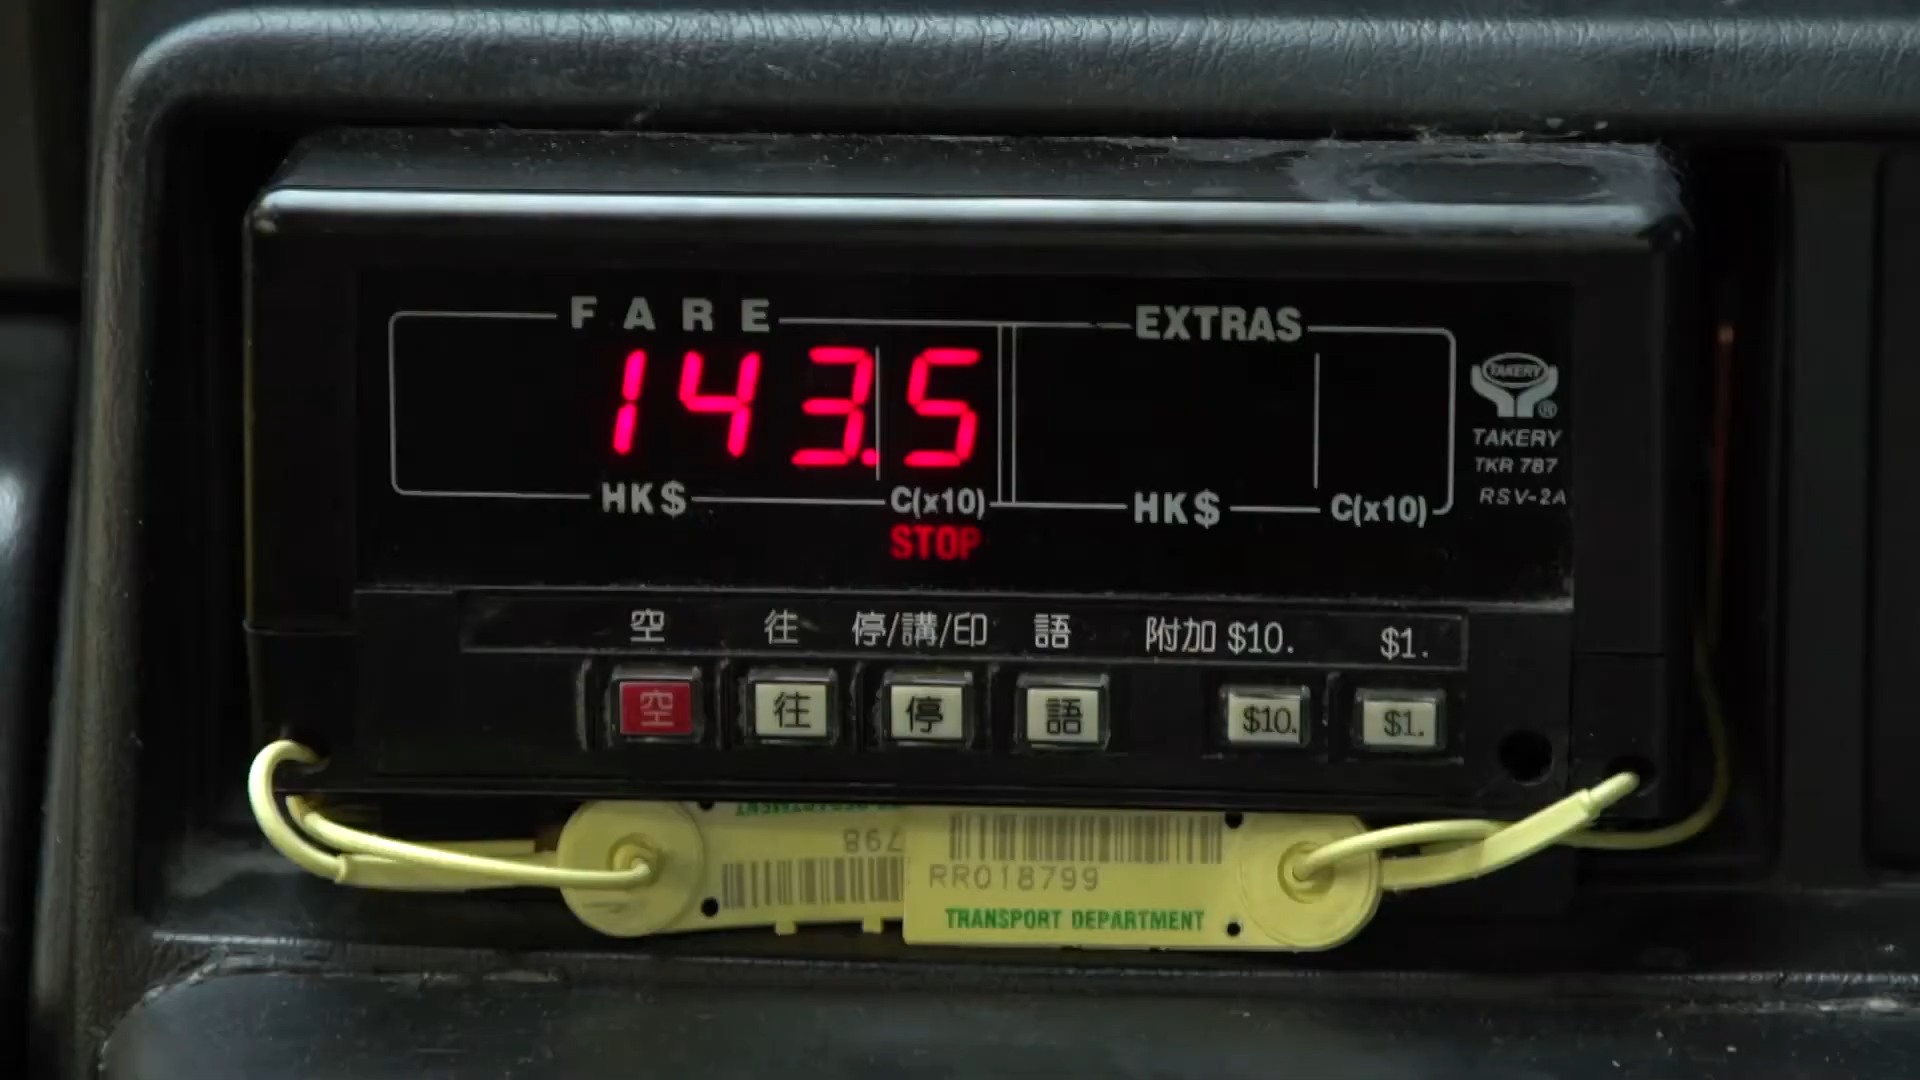 FARE EXTRAS
143.5
TAKERY
TAKERY
TKR 787
RSV-2A
HK$ C(x10) HK$ C(x10)
STOP
空 往 停/講/印 語 附加 $10. $1.
空 往 停 語 $10. $1.
798
RR018799
TRANSPORT DEPARTMENT